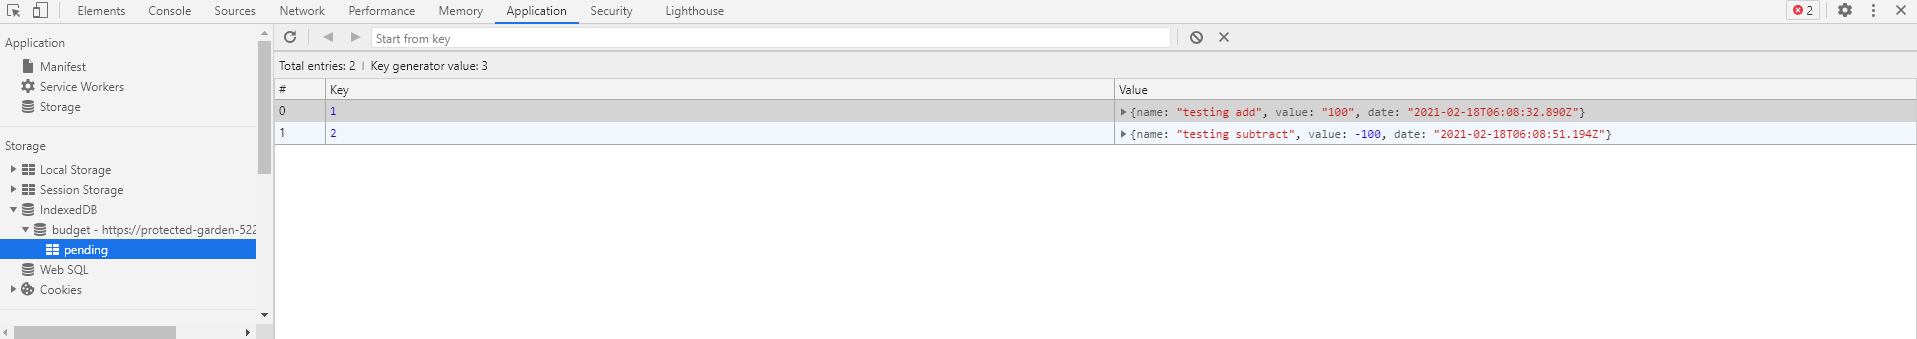 Elements Console Sources Network Performance Memory Application Security Lighthouse 2
Application
Manifest
Service Workers
Storage
Storage
Local Storage
Session Storage
IndexedDB
budget - https://protected-garden-522
pending
Web SQL
Cookies
Start from key
Total entries: 2 Key generator value: 3
# Key Value
0 1 {name: "testing add", value: "100", date: "2021-02-18T06:08:32.890Z"}
1 2 {name: "testing subtract", value: -100, date: "2021-02-18T06:08:51.194Z"}